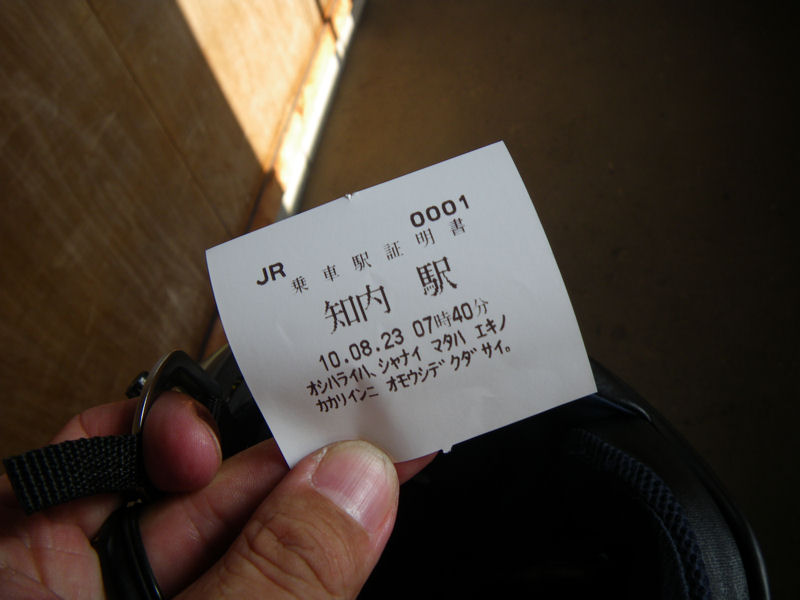 0001
JR 乗車駅証明書
知内 駅
10.08.23 07時40分
オシハライハ、シャナイ マタハ エキノ
カカリインニ オモウシデ クダサイ。